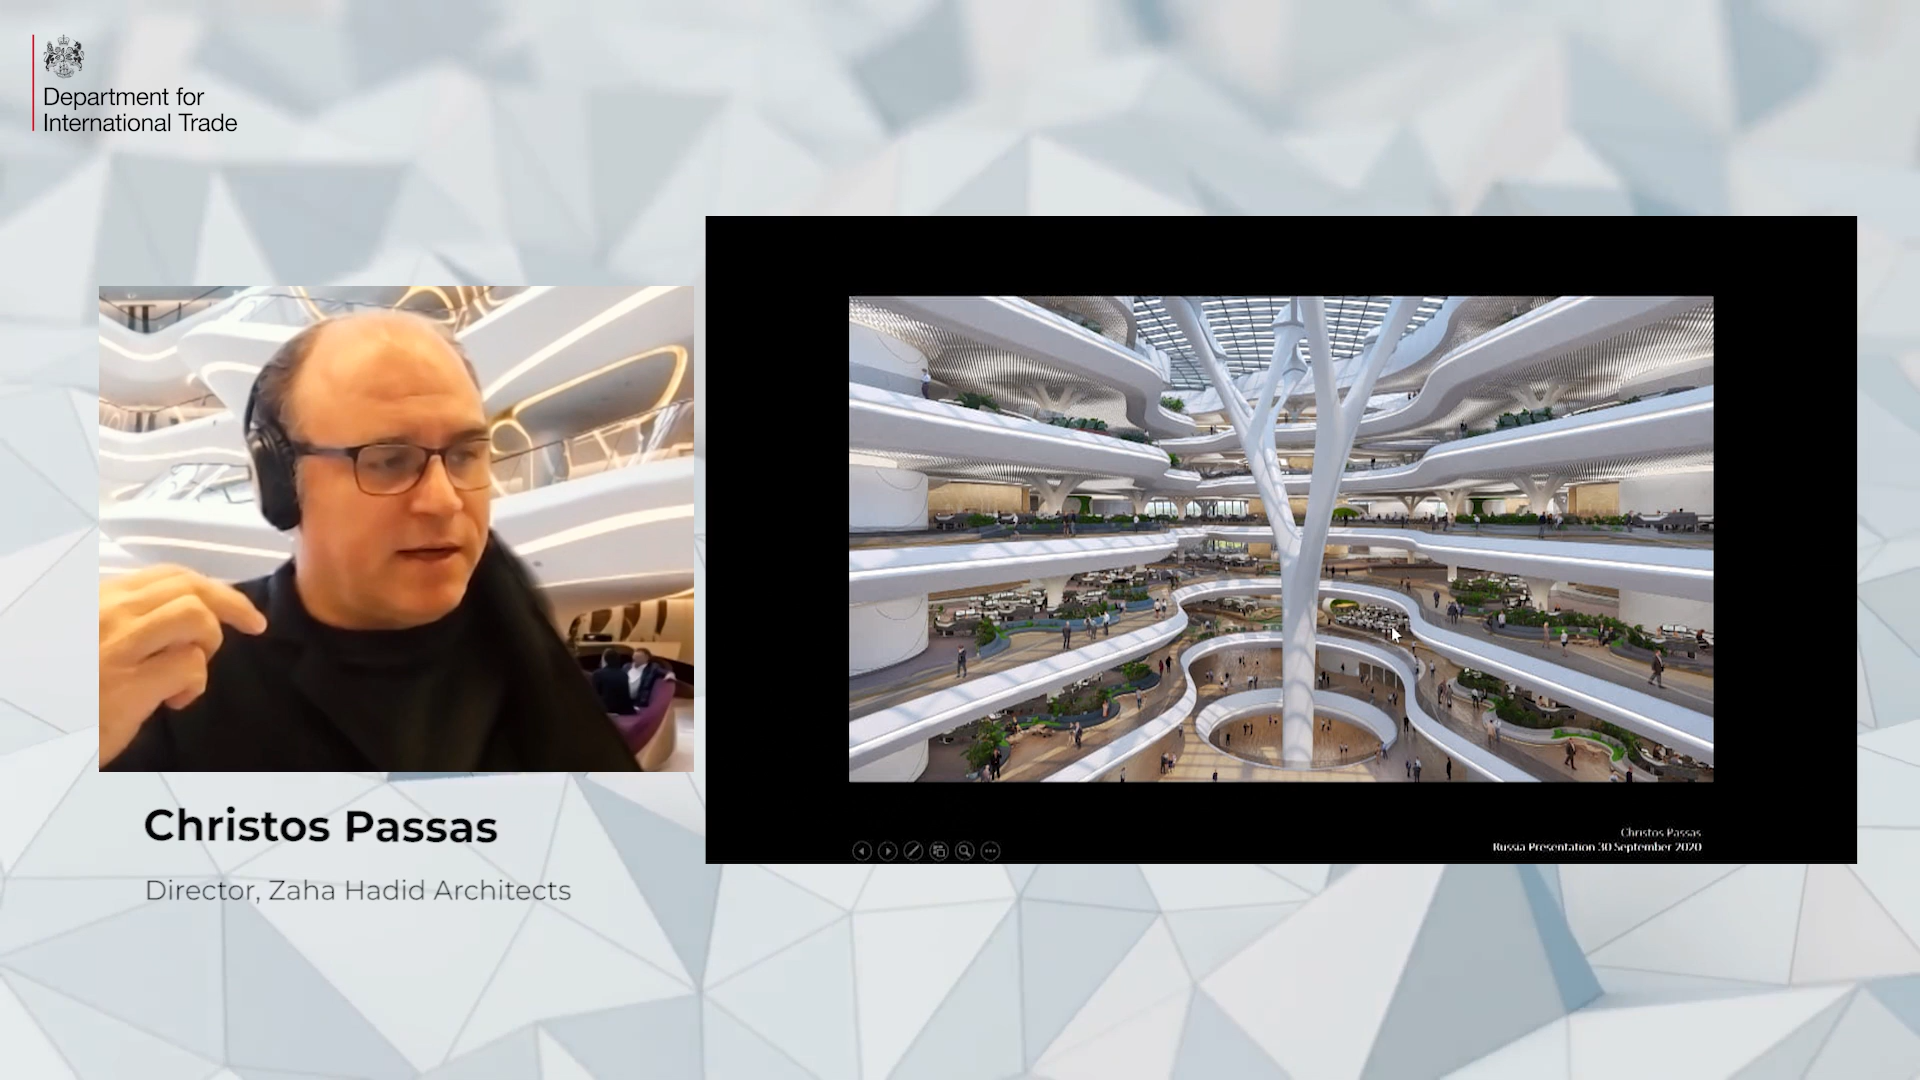 Department for
International Trade
Christos Passas
Director, Zaha Hadid Architects
Christos Passas
Russia Presentation 30 September 2020